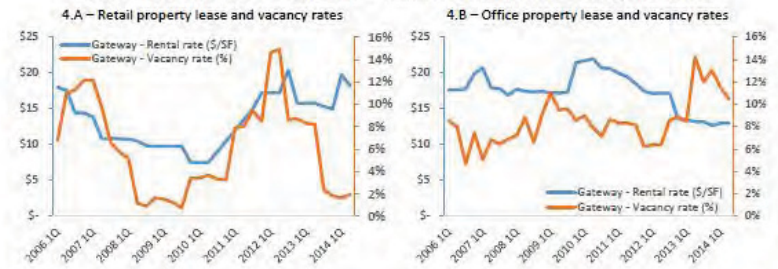 4.A – Retail property lease and vacancy rates
$25
$20
$15
$10
$5
$-
Gateway - Rental rate ($/SF)
Gateway - Vacancy rate (%)
16%
14%
12%
10%
8%
6%
4%
2%
0%
2006 1Q
2007 1Q
2008 1Q
2009 1Q
2010 1Q
2011 1Q
2012 1Q
2013 1Q
2014 1Q
4.B – Office property lease and vacancy rates
$25
$20
$15
$10
$5
$-
16%
14%
12%
10%
8%
6%
4%
2%
0%
Gateway - Rental rate ($/SF)
Gateway - Vacancy rate (%)
2006 1Q
2007 1Q
2008 1Q
2009 1Q
2010 1Q
2011 1Q
2012 1Q
2013 1Q
2014 1Q